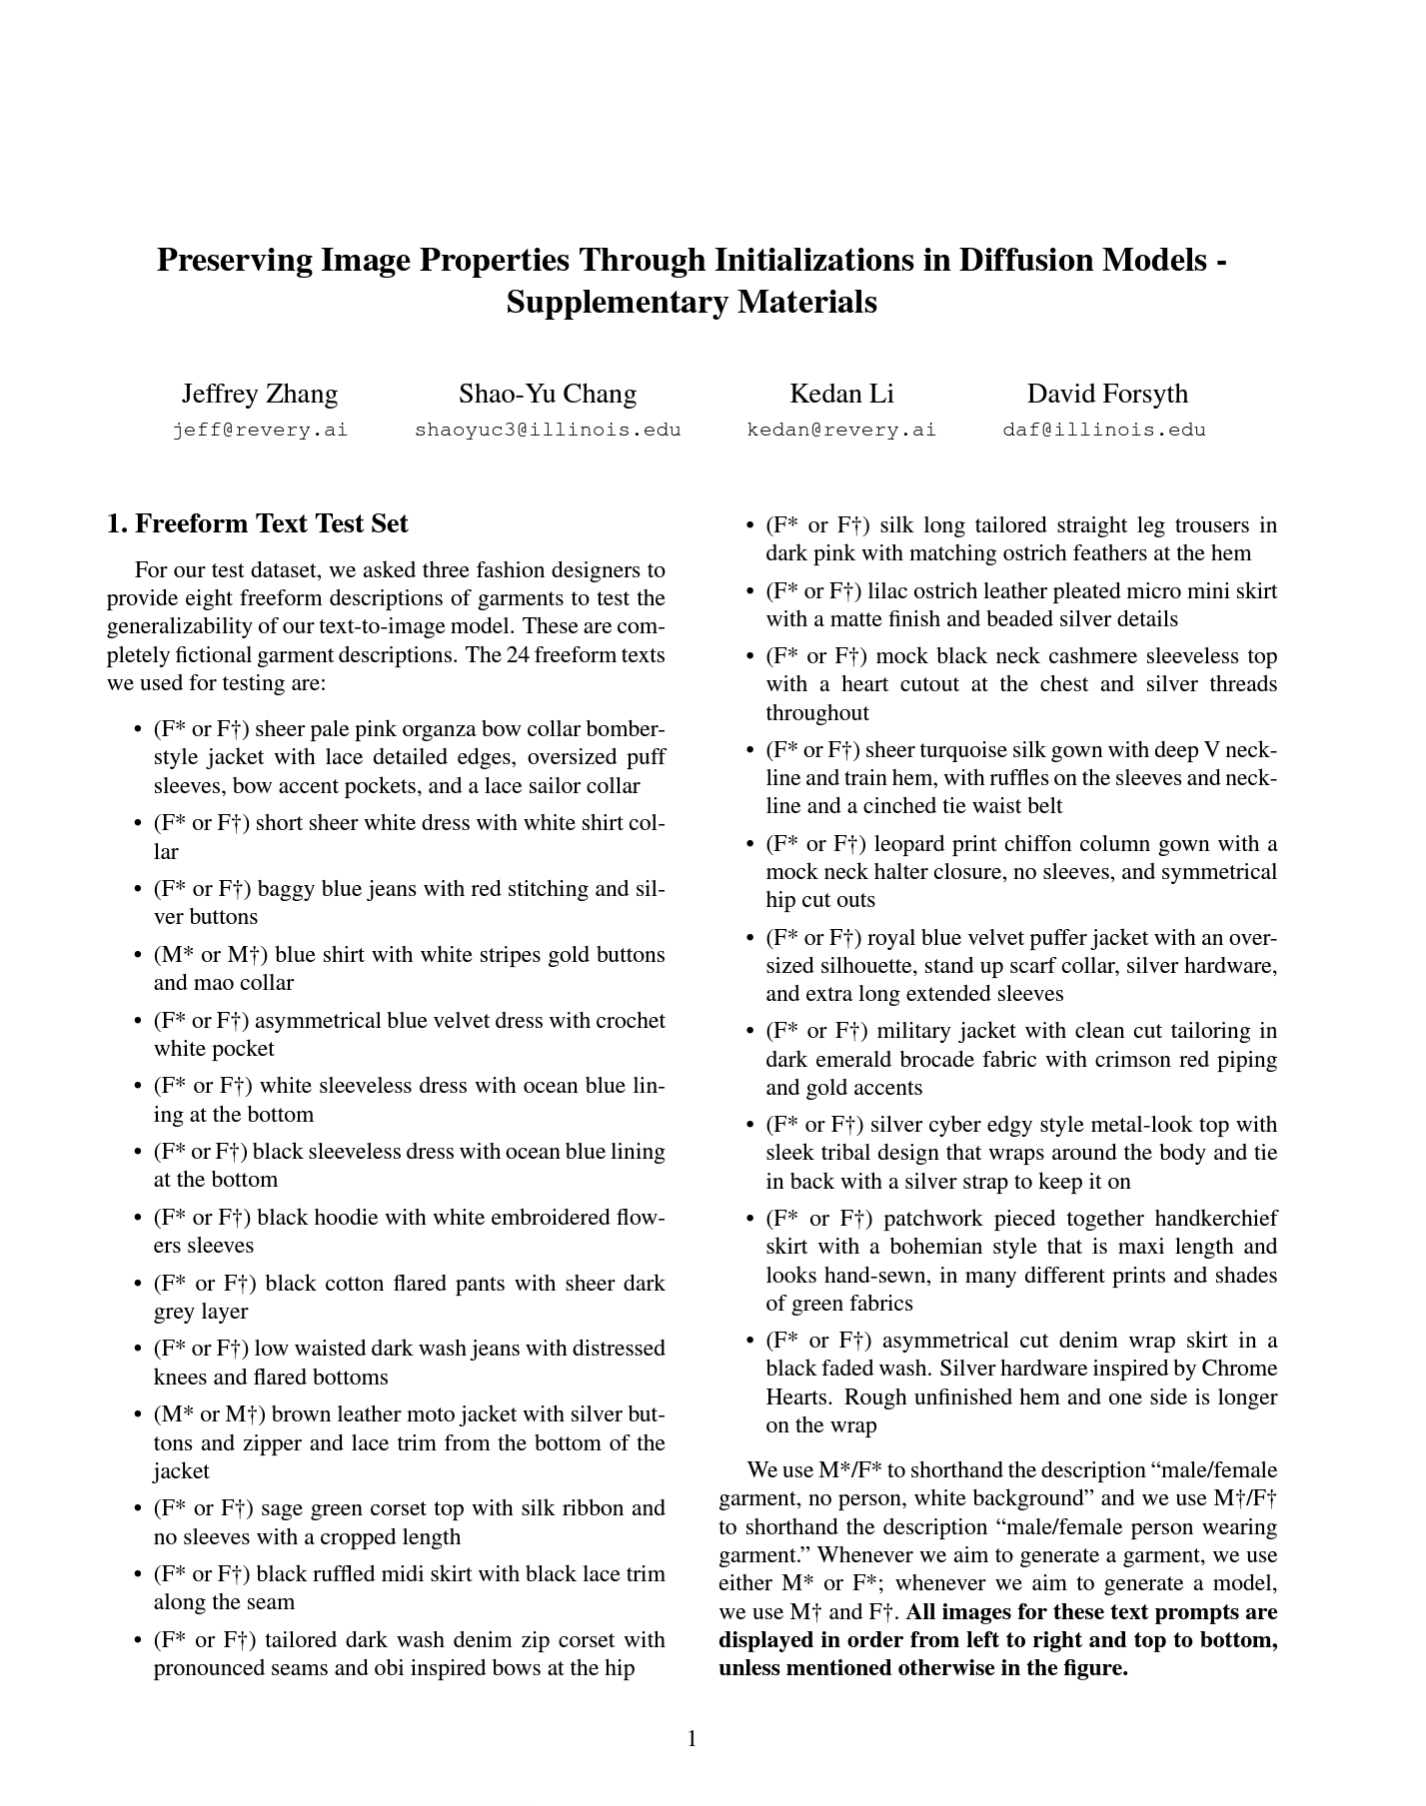 Preserving Image Properties Through Initializations in Diffusion Models -
Supplementary Materials
Jeffrey Zhang
jeff@revery.ai
Shao-Yu Chang
shaoyuc3@illinois.edu
Kedan Li
kedan@revery.ai
David Forsyth
daf@illinois.edu
1. Freeform Text Test Set
For our test dataset, we asked three fashion designers to
provide eight freeform descriptions of garments to test the
generalizability of our text-to-image model. These are com-
pletely fictional garment descriptions. The 24 freeform texts
we used for testing are:
• (F* or F†) sheer pale pink organza bow collar bomber-
style jacket with lace detailed edges, oversized puff
sleeves, bow accent pockets, and a lace sailor collar
• (F* or F†) short sheer white dress with white shirt col-
lar
• (F* or F†) baggy blue jeans with red stitching and sil-
ver buttons
• (M* or M†) blue shirt with white stripes gold buttons
and mao collar
• (F* or F†) asymmetrical blue velvet dress with crochet
white pocket
• (F* or F†) white sleeveless dress with ocean blue lin-
ing at the bottom
• (F* or F†) black sleeveless dress with ocean blue lining
at the bottom
• (F* or F†) black hoodie with white embroidered flow-
ers sleeves
• (F* or F†) black cotton flared pants with sheer dark
grey layer
• (F* or F†) low waisted dark wash jeans with distressed
knees and flared bottoms
• (M* or M†) brown leather moto jacket with silver but-
tons and zipper and lace trim from the bottom of the
jacket
• (F* or F†) sage green corset top with silk ribbon and
no sleeves with a cropped length
• (F* or F†) black ruffled midi skirt with black lace trim
along the seam
• (F* or F†) tailored dark wash denim zip corset with
pronounced seams and obi inspired bows at the hip
• (F* or F†) silk long tailored straight leg trousers in
dark pink with matching ostrich feathers at the hem
• (F* or F†) lilac ostrich leather pleated micro mini skirt
with a matte finish and beaded silver details
• (F* or F†) mock black neck cashmere sleeveless top
with a heart cutout at the chest and silver threads
throughout
• (F* or F†) sheer turquoise silk gown with deep V neck-
line and train hem, with ruffles on the sleeves and neck-
line and a cinched tie waist belt
• (F* or F†) leopard print chiffon column gown with a
mock neck halter closure, no sleeves, and symmetrical
hip cut outs
• (F* or F†) royal blue velvet puffer jacket with an over-
sized silhouette, stand up scarf collar, silver hardware,
and extra long extended sleeves
• (F* or F†) military jacket with clean cut tailoring in
dark emerald brocade fabric with crimson red piping
and gold accents
• (F* or F†) silver cyber edgy style metal-look top with
sleek tribal design that wraps around the body and tie
in back with a silver strap to keep it on
• (F* or F†) patchwork pieced together handkerchief
skirt with a bohemian style that is maxi length and
looks hand-sewn, in many different prints and shades
of green fabrics
• (F* or F†) asymmetrical cut denim wrap skirt in a
black faded wash. Silver hardware inspired by Chrome
Hearts. Rough unfinished hem and one side is longer
on the wrap
We use M*/F* to shorthand the description “male/female
garment, no person, white background” and we use M†/F†
to shorthand the description “male/female person wearing
garment.” Whenever we aim to generate a garment, we use
either M* or F*; whenever we aim to generate a model,
we use M† and F†. All images for these text prompts are
displayed in order from left to right and top to bottom,
unless mentioned otherwise in the figure.
1